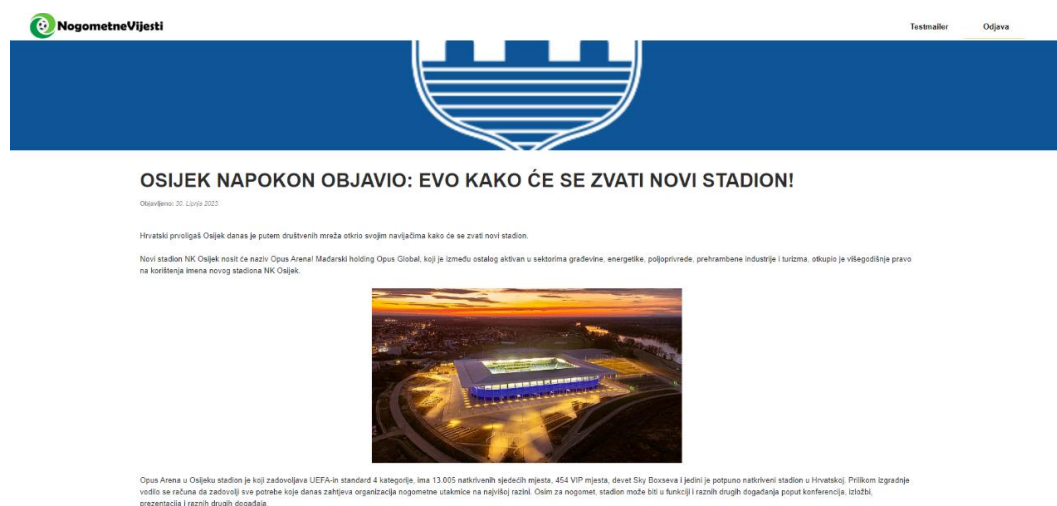 NogometneVijesti
Testmailer
Odjava
OSIJEK NAPOKON OBJAVIO: EVO KAKO ĆE SE ZVATI NOVI STADION!
Objavljeno: 30. Lipnja 2023
Hrvatski prvoligaš Osijek danas je putem društvenih mreža otkrio svojim navijačima kako će se zvati novi stadion.
Novi stadion NK Osijek nosit će naziv Opus Arena! Mađarski holding Opus Global, koji je između ostalog aktivan u sektorima građevine, energetike, poljoprivrede, prehrambene industrije i turizma, otkupio je višegodišnje pravo
na korištenja imena novog stadiona NK Osijek.
Opus Arena u Osijeku stadion je koji zadovoljava UEFA-in standard 4 kategorije, ima 13.005 natkrivenih sjedećih mjesta, 454 VIP mjesta, devet Sky Boxseva i jedini je potpuno natkriveni stadion u Hrvatskoj. Prilikom izgradnje
vodilo se računa da zadovolji sve potrebe koje danas zahtjeva organizacija nogometne utakmice na najvišoj razini. Osim za nogomet, stadion može biti u funkciji i raznih drugih događanja poput konferencija, izložbi,
prezentacija i raznih drugih događaja.